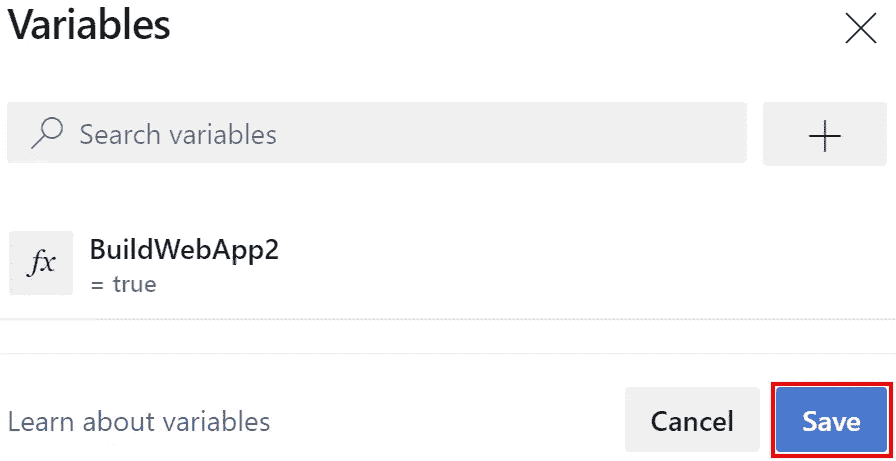 Variables
Search variables
fx
BuildWebApp2
= true
Learn about variables
Cancel
Save